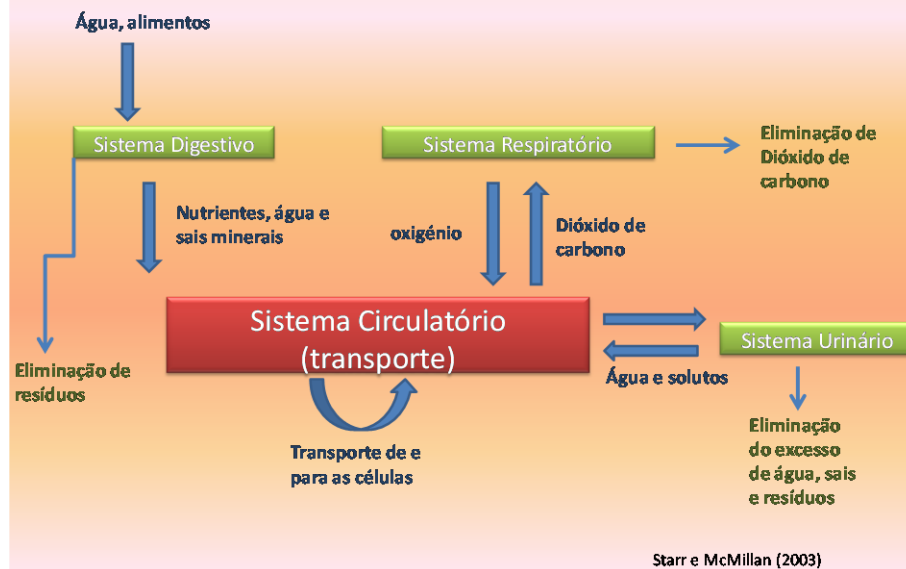 Água, alimentos
Sistema Digestivo
Sistema Respiratório
Eliminação de
Dióxido de
carbono
Nutrientes, água e
sais minerais
oxigénio
Dióxido de
carbono
Sistema Circulatório
(transporte)
Sistema Urinário
Água e solutos
Eliminação de
resíduos
Transporte de e
para as células
Eliminação
do excesso
de água, sais
e resíduos
Starr e McMillan (2003)